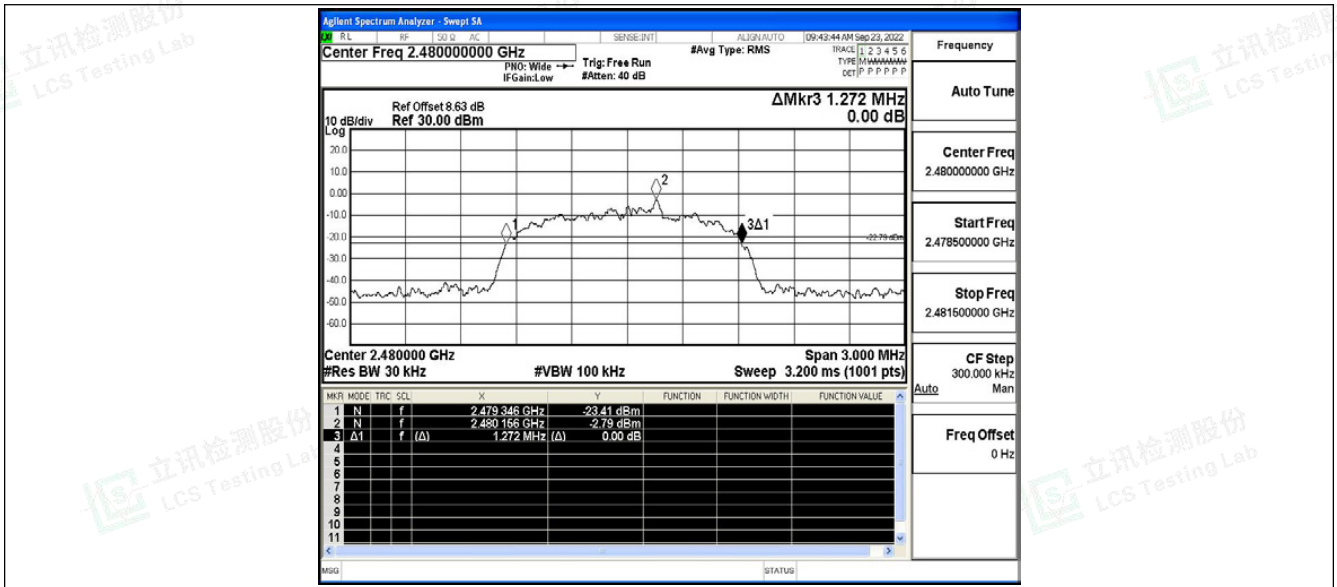 Agilent Spectrum Analyzer - Swept SA
RL RF 50 Ω AC SENSE:INT ALIGNAUTO 09:43:44 AM Sep 23, 2022
Center Freq 2.480000000 GHz #Avg Type: RMS TRACE 1 2 3 4 5 6
PNO: Wide Trig: Free Run TYPE MWWWWW
IFGain:Low #Atten: 40 dB DET P P P P P P
ΔMkr3 1.272 MHz
0.00 dB
Ref Offset 8.63 dB
10 dB/div Ref 30.00 dBm
Log
20.0
10.0
0.00
-10.0
-20.0
-30.0
-40.0
-50.0
-60.0
1
2
3Δ1
-22.79 dBm
Center 2.480000 GHz Span 3.000 MHz
#Res BW 30 kHz #VBW 100 kHz Sweep 3.200 ms (1001 pts)
MKR MODE TRC SCL X Y FUNCTION FUNCTION WIDTH FUNCTION VALUE
1 N f 2.479 346 GHz -23.41 dBm
2 N f 2.480 156 GHz -2.79 dBm
3 Δ1 f (Δ) 1.272 MHz (Δ) 0.00 dB
4
5
6
7
8
9
10
11
MSG STATUS
Frequency
Auto Tune
Center Freq
2.480000000 GHz
Start Freq
2.478500000 GHz
Stop Freq
2.481500000 GHz
CF Step
300.000 kHz
Auto Man
Freq Offset
0 Hz
立讯检测股份
LCS Testing Lab
立讯检测股份
LCS Testing Lab
立讯检测股份
LCS Testing Lab
立讯检测股份
LCS Testing Lab